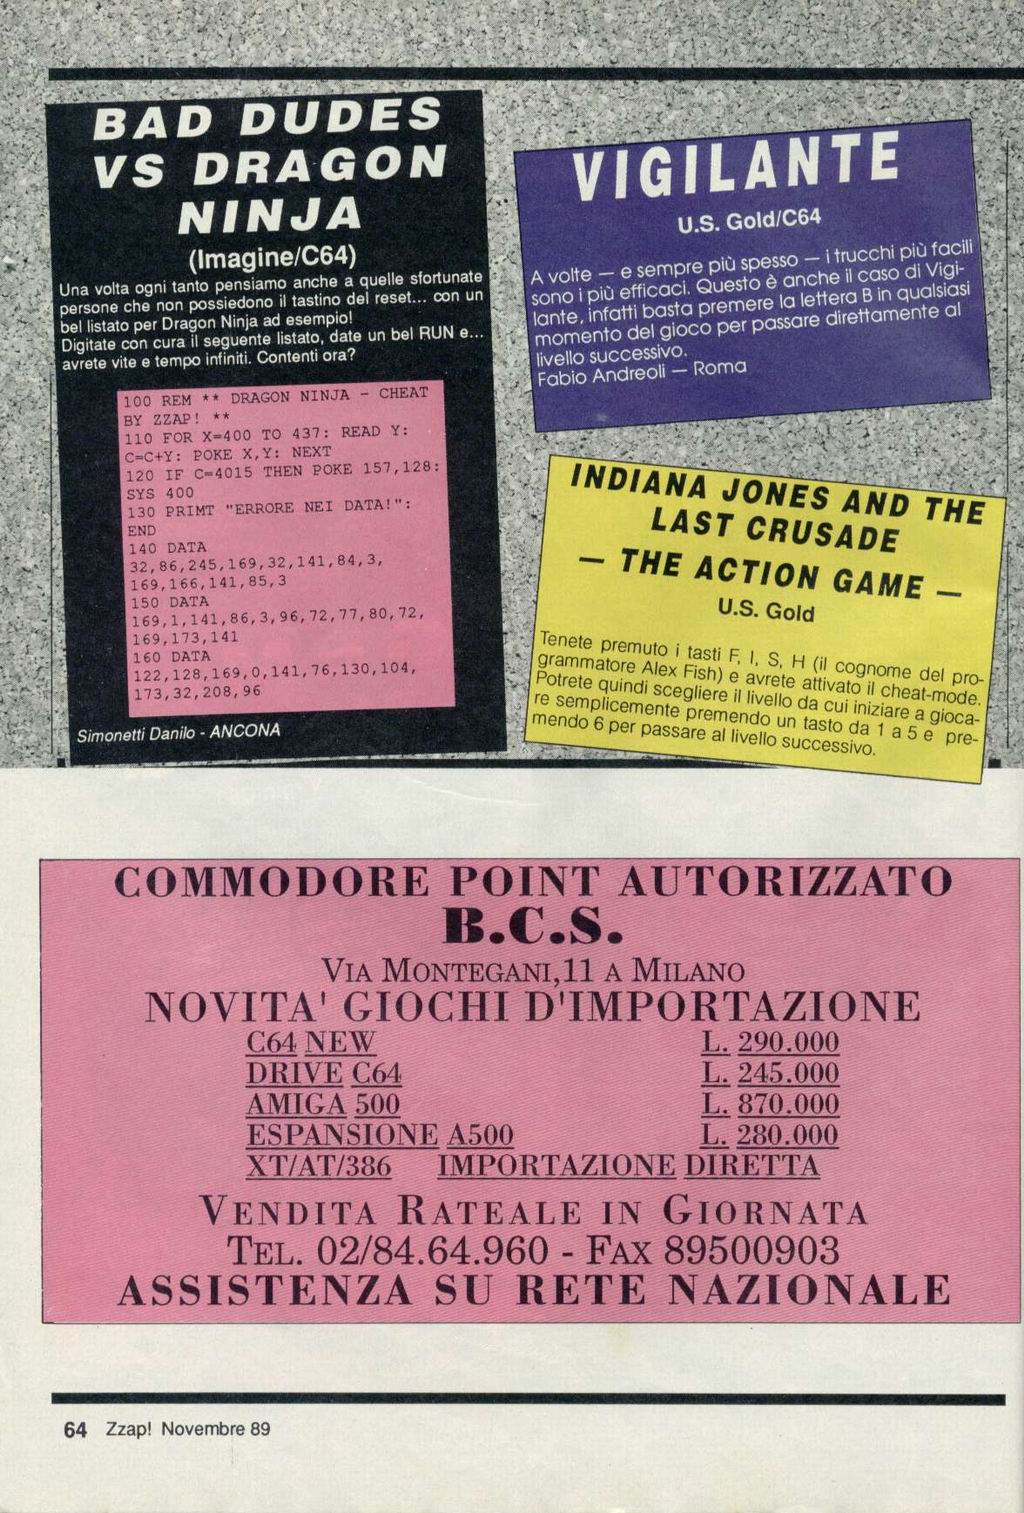 BAD DUDES
VS DRAGON
NINJA
(Imagine/C64)
Una volta ogni tanto pensiamo anche a quelle sfortunate
persone che non possiedono il tastino del reset... con un
bel listato per Dragon Ninja ad esempio!
Digitate con cura il seguente listato, date un bel RUN e...
avrete vite e tempo infiniti. Contenti ora?
100 REM ** DRAGON NINJA - CHEAT
BY ZZAP! **
110 FOR X=400 TO 437: READ Y:
C=C+Y: POKE X,Y: NEXT
120 IF C=4015 THEN POKE 157,128:
SYS 400
130 PRIMT "ERRORE NEI DATA!":
END
140 DATA
32,86,245,169,32,141,84,3,
169,166,141,85,3
150 DATA
169,1,141,86,3,96,72,77,80,72,
169,173,141
160 DATA
122,128,169,0,141,76,130,104,
173,32,208,96
Simonetti Danilo - ANCONA
VIGILANTE
U.S. Gold/C64
A volte — e sempre più spesso — i trucchi più facili
sono i più efficaci. Questo è anche il caso di Vigi-
lante, infatti basta premere la lettera B in qualsiasi
momento del gioco per passare direttamente al
livello successivo.
Fabio Andreoli — Roma
INDIANA JONES AND THE
LAST CRUSADE
— THE ACTION GAME —
U.S. Gold
Tenete premuto i tasti F, I, S, H (il cognome del pro-
grammatore Alex Fish) e avrete attivato il cheat-mode.
Potrete quindi scegliere il livello da cui iniziare a gioca-
re semplicemente premendo un tasto da 1 a 5 e pre-
mendo 6 per passare al livello successivo.
COMMODORE POINT AUTORIZZATO
B.C.S.
VIA MONTEGANI,11 A MILANO
NOVITA' GIOCHI D'IMPORTAZIONE
C64 NEW L. 290.000
DRIVE C64 L. 245.000
AMIGA 500 L. 870.000
ESPANSIONE A500 L. 280.000
XT/AT/386 IMPORTAZIONE DIRETTA
VENDITA RATEALE IN GIORNATA
TEL. 02/84.64.960 - FAX 89500903
ASSISTENZA SU RETE NAZIONALE
64 Zzap! Novembre 89